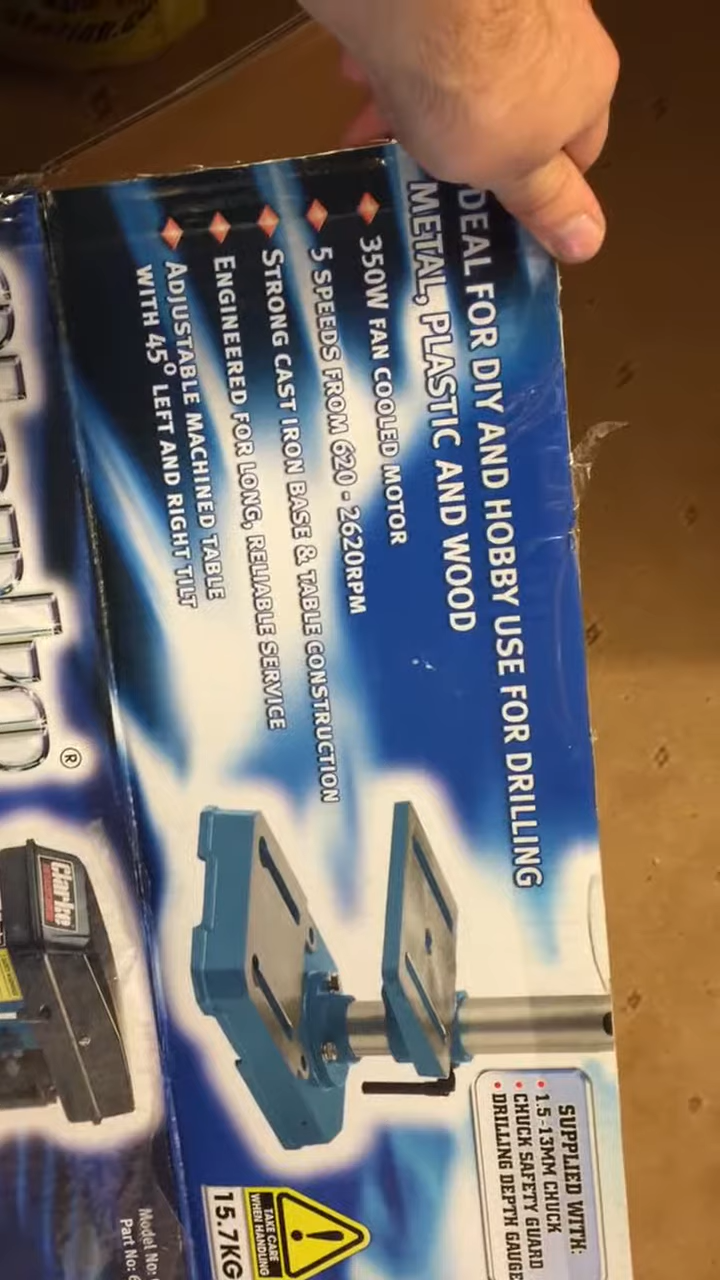 IDEAL FOR DIY AND HOBBY USE FOR DRILLING
METAL, PLASTIC AND WOOD
350W FAN COOLED MOTOR
5 SPEEDS FROM 620 - 2620RPM
STRONG CAST IRON BASE & TABLE CONSTRUCTION
ENGINEERED FOR LONG, RELIABLE SERVICE
ADJUSTABLE MACHINED TABLE
WITH 45° LEFT AND RIGHT TILT
SUPPLIED WITH:
• 1.5-13MM CHUCK
• CHUCK SAFETY GUARD
• DRILLING DEPTH GAUGE
TAKE CARE
WHEN HANDLING
15.7KG
®
Clarke
Model No:
Part No: 6